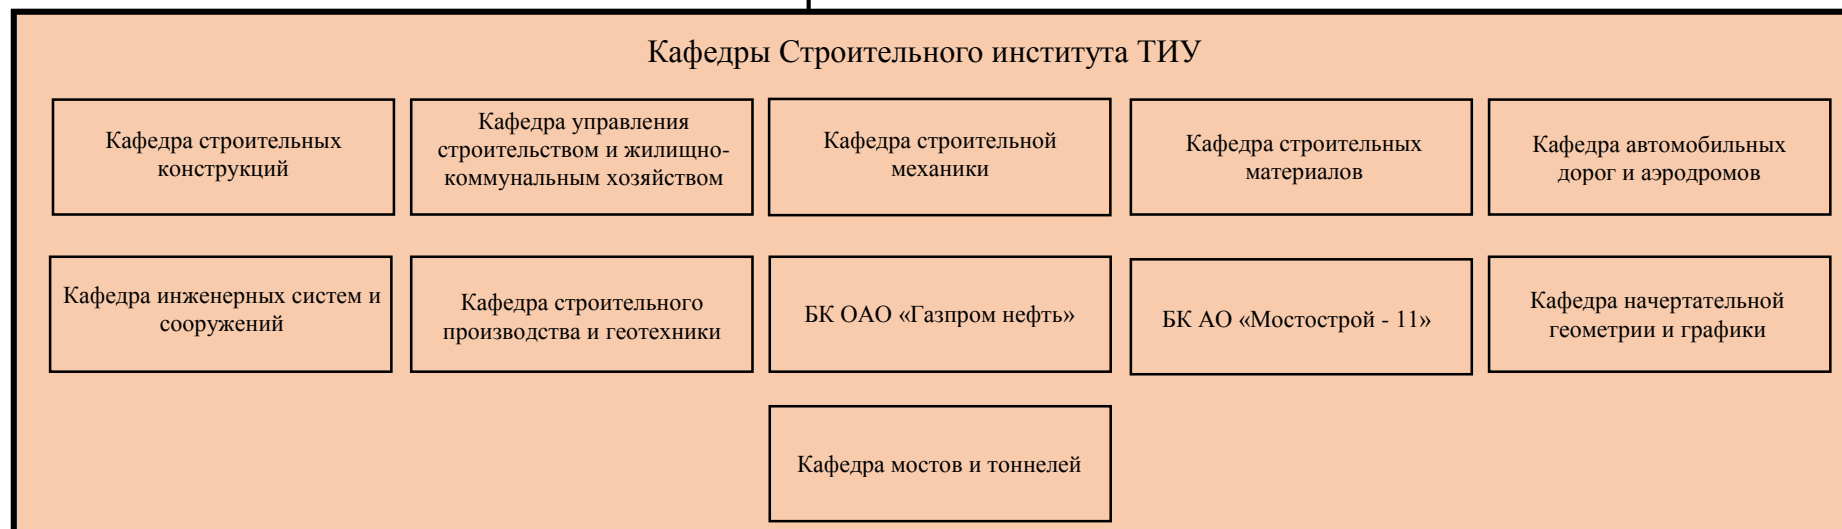 Кафедры Строительного института ТИУ
Кафедра строительных
конструкций
Кафедра управления
строительством и жилищно-
коммунальным хозяйством
Кафедра строительной
механики
Кафедра строительных
материалов
Кафедра автомобильных
дорог и аэродромов
Кафедра инженерных систем и
сооружений
Кафедра строительного
производства и геотехники
БК ОАО «Газпром нефть»
БК АО «Мостострой - 11»
Кафедра начертательной
геометрии и графики
Кафедра мостов и тоннелей